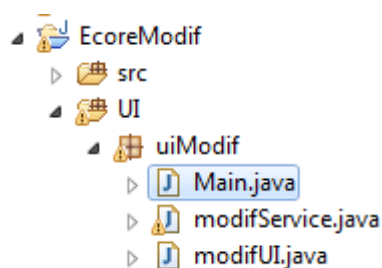 EcoreModif
src
UI
uiModif
Main.java
modifService.java
modifUI.java